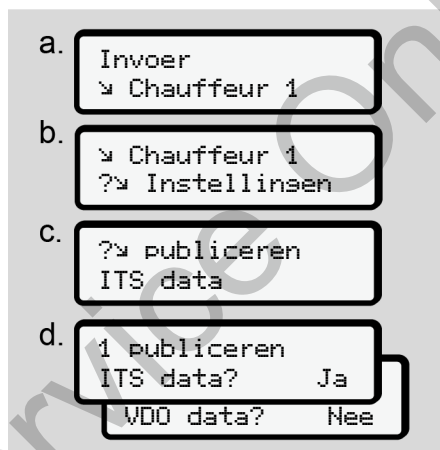 a.
Invoer
↘ Chauffeur 1
b.
↘ Chauffeur 1
?↘ Instellingen
c.
?↘ publiceren
ITS data
d.
1 publiceren
ITS data? Ja
VDO data? Nee